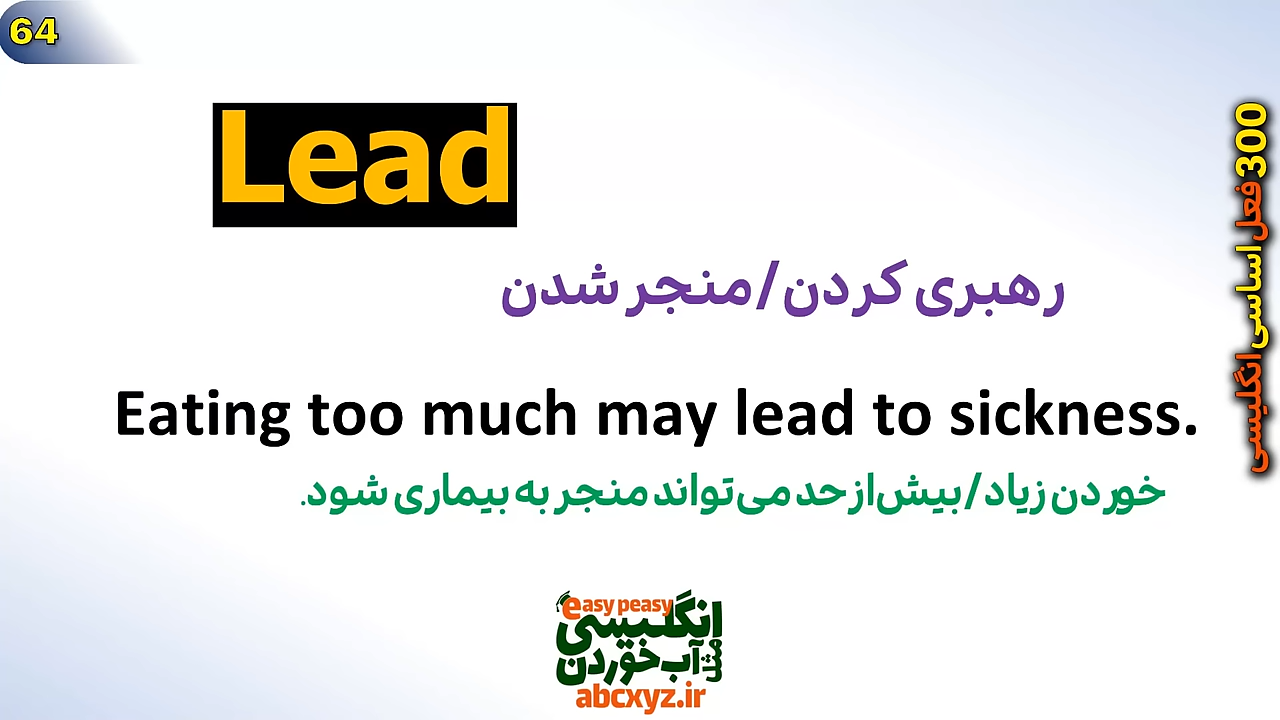 64
Lead
رهبری کردن/منجر شدن
Eating too much may lead to sickness.
خوردن زیاد/بیش‌از حد می‌تواند منجر به بیماری شود.
300 فعل اساسی انگلیسی
easy peasy
انگلیسی
مثل آب خوردن
abcxyz.ir